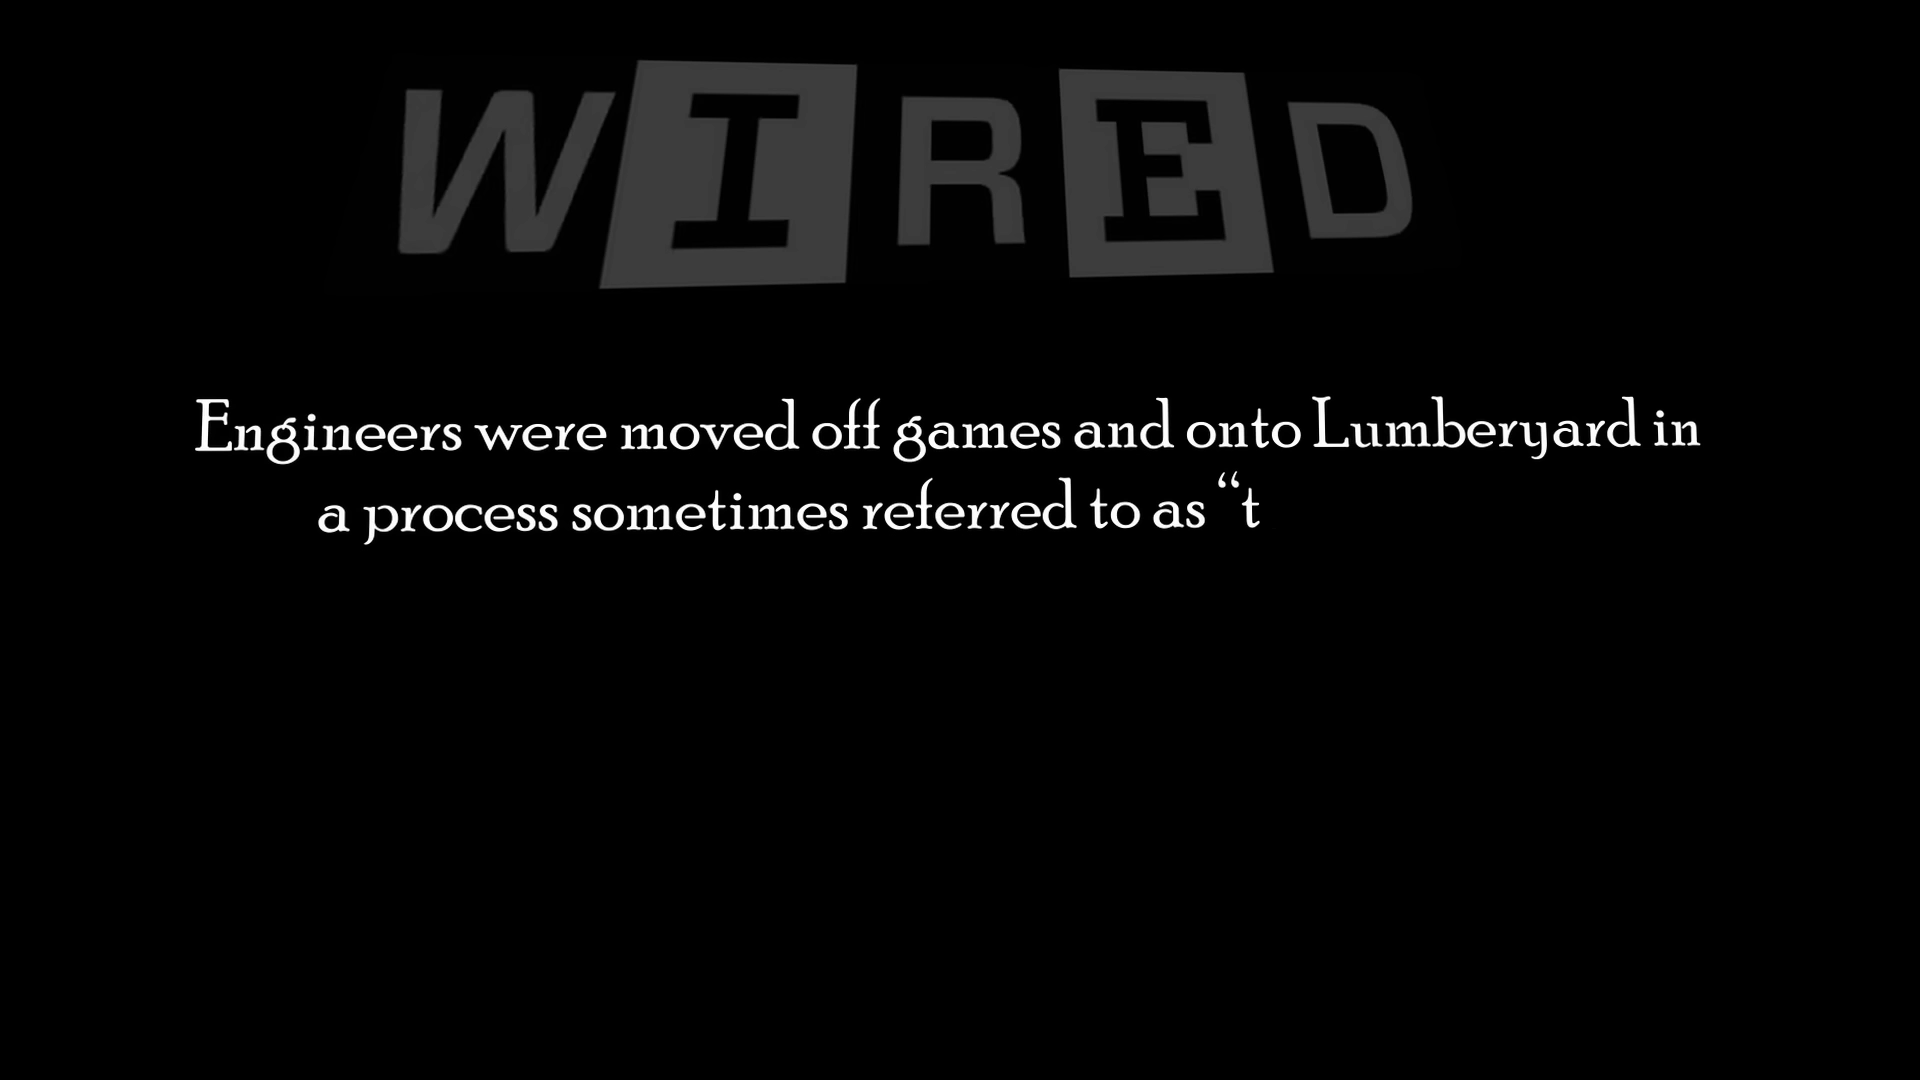 WIRED
Engineers were moved off games and onto Lumberyard in
a process sometimes referred to as “t